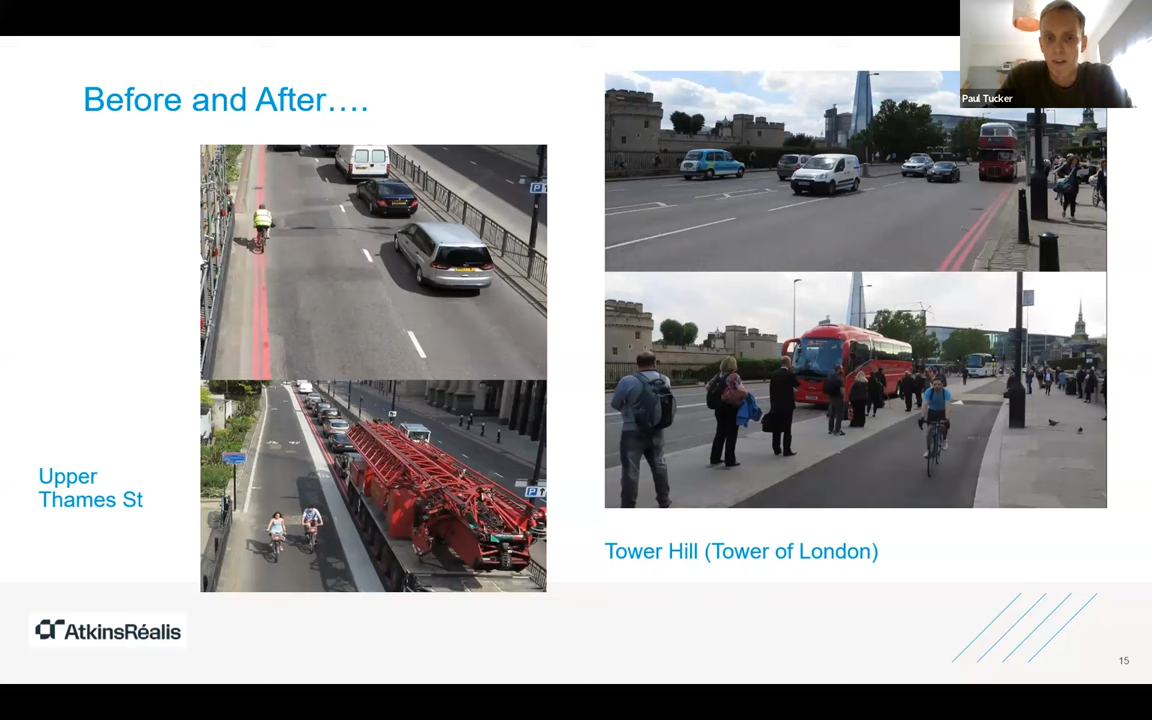 Before and After….
Paul Tucker
P
P
Upper
Thames St
Tower Hill (Tower of London)
AtkinsRéalis
15